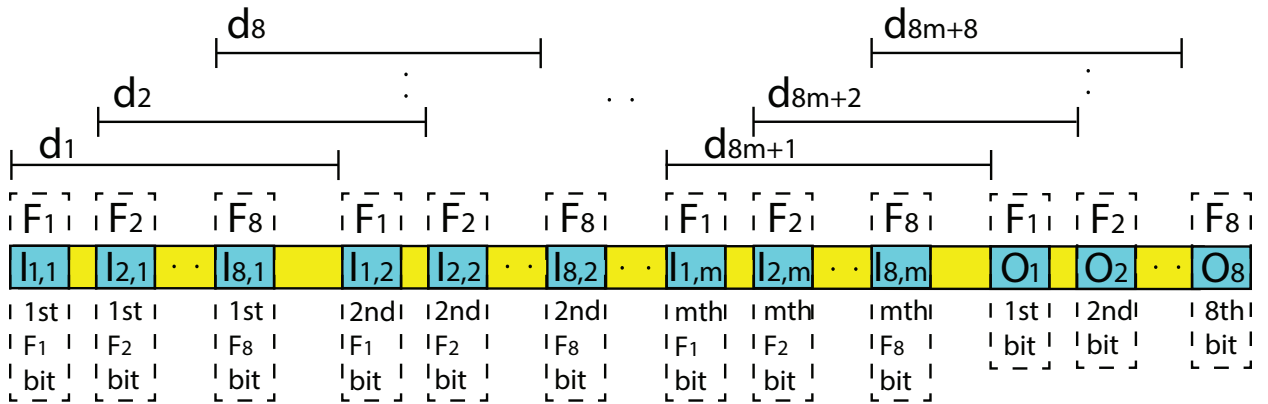 d8 d8m+8
d2 d8m+2
d1 d8m+1
F1 F2 F8 F1 F2 F8 F1 F2 F8 F1 F2 F8
I1,1 I2,1 · · I8,1 I1,2 I2,2 · · I8,2 · · I1,m I2,m · · I8,m O1 O2 · · O8
1st 1st 1st 2nd 2nd 2nd mth mth mth 1st 2nd 8th
F1 F2 F8 F1 F2 F8 F1 F2 F8 bit bit bit
bit bit bit bit bit bit bit bit bit